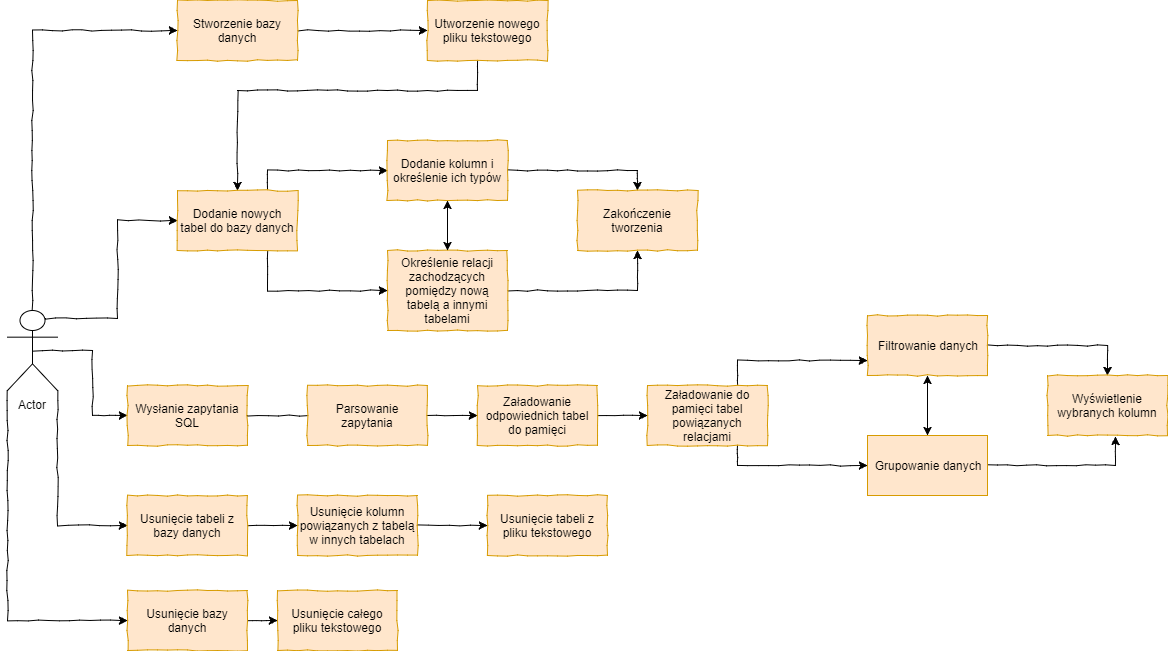 Stworzenie bazy
danych
Utworzenie nowego
pliku tekstowego
Dodanie kolumn i
określenie ich typów
Dodanie nowych
tabel do bazy danych
Zakończenie
tworzenia
Określenie relacji
zachodzących
pomiędzy nową
tabelą a innymi
tabelami
Actor
Filtrowanie danych
Wysłanie zapytania
SQL
Parsowanie
zapytania
Załadowanie
odpowiednich tabel
do pamięci
Załadowanie do
pamięci tabel
powiązanych
relacjami
Wyświetlenie
wybranych kolumn
Grupowanie danych
Usunięcie tabeli z
bazy danych
Usunięcie kolumn
powiązanych z tabelą
w innych tabelach
Usunięcie tabeli z
pliku tekstowego
Usunięcie bazy
danych
Usunięcie całego
pliku tekstowego